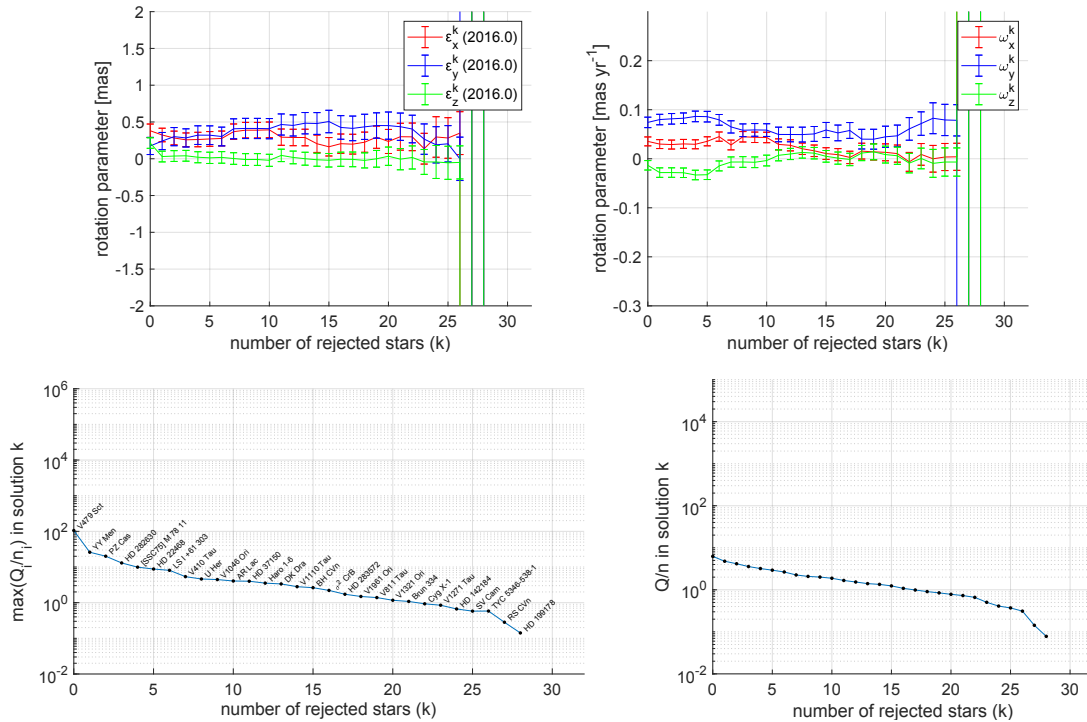 2
1.5
1
0.5
0
-0.5
-1
-1.5
-2
rotation parameter [mas]
0 5 10 15 20 25 30
number of rejected stars (k)
ε_x^k (2016.0)
ε_y^k (2016.0)
ε_z^k (2016.0)
0.2
0.1
0
-0.1
-0.2
-0.3
rotation parameter [mas yr^-1]
0 5 10 15 20 25 30
number of rejected stars (k)
ω_x^k
ω_y^k
ω_z^k
10^6
10^4
10^2
10^0
10^-2
max(Q_i/n_i) in solution k
0 5 10 15 20 25 30
number of rejected stars (k)
V479 Sct
YY Men
PZ Cas
HD 282630
[SSC75] M 78 11
HD 22468
LS I +61 303
V410 Tau
U Her
V1046 Ori
AR Lac
HD 37150
Haro 1-6
DK Dra
V1110 Tau
BH CVn
σ² CrB
HD 283572
V1961 Ori
V811 Tau
V1321 Ori
Brun 334
Cyg X-1
V1271 Tau
HD 142184
SV Cam
TYC 5346-538-1
RS CVn
HD 199178
10^4
10^2
10^0
10^-2
Q/n in solution k
0 5 10 15 20 25 30
number of rejected stars (k)